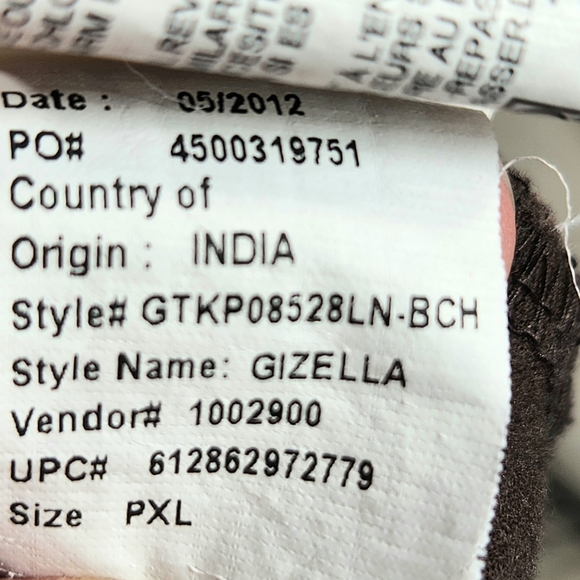 Date : 05/2012
PO# 4500319751
Country of
Origin : INDIA
Style# GTKP08528LN-BCH
Style Name: GIZELLA
Vendor# 1002900
UPC# 612862972779
Size PXL